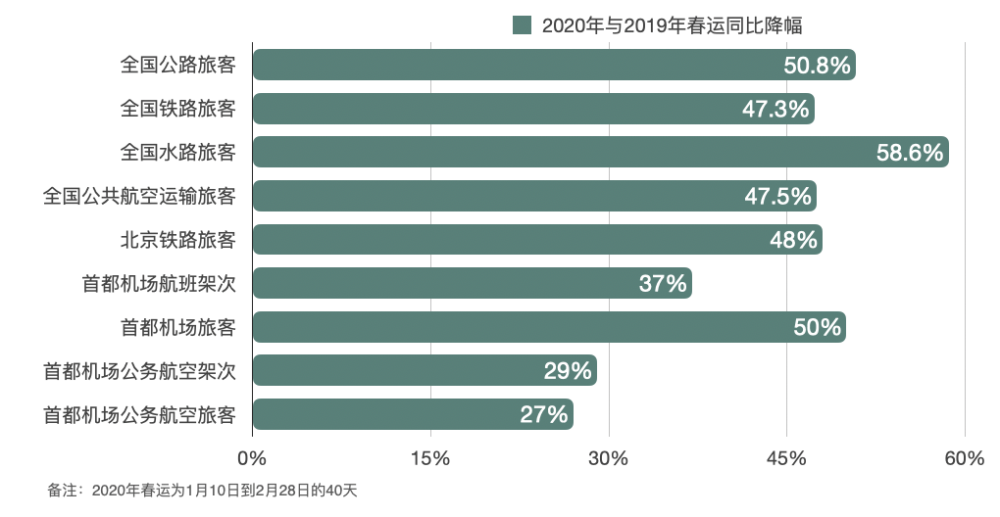 2020年与2019年春运同比降幅
全国公路旅客 50.8%
全国铁路旅客 47.3%
全国水路旅客 58.6%
全国公共航空运输旅客 47.5%
北京铁路旅客 48%
首都机场航班架次 37%
首都机场旅客 50%
首都机场公务航空架次 29%
首都机场公务航空旅客 27%
0% 15% 30% 45% 60%
备注：2020年春运为1月10日到2月28日的40天